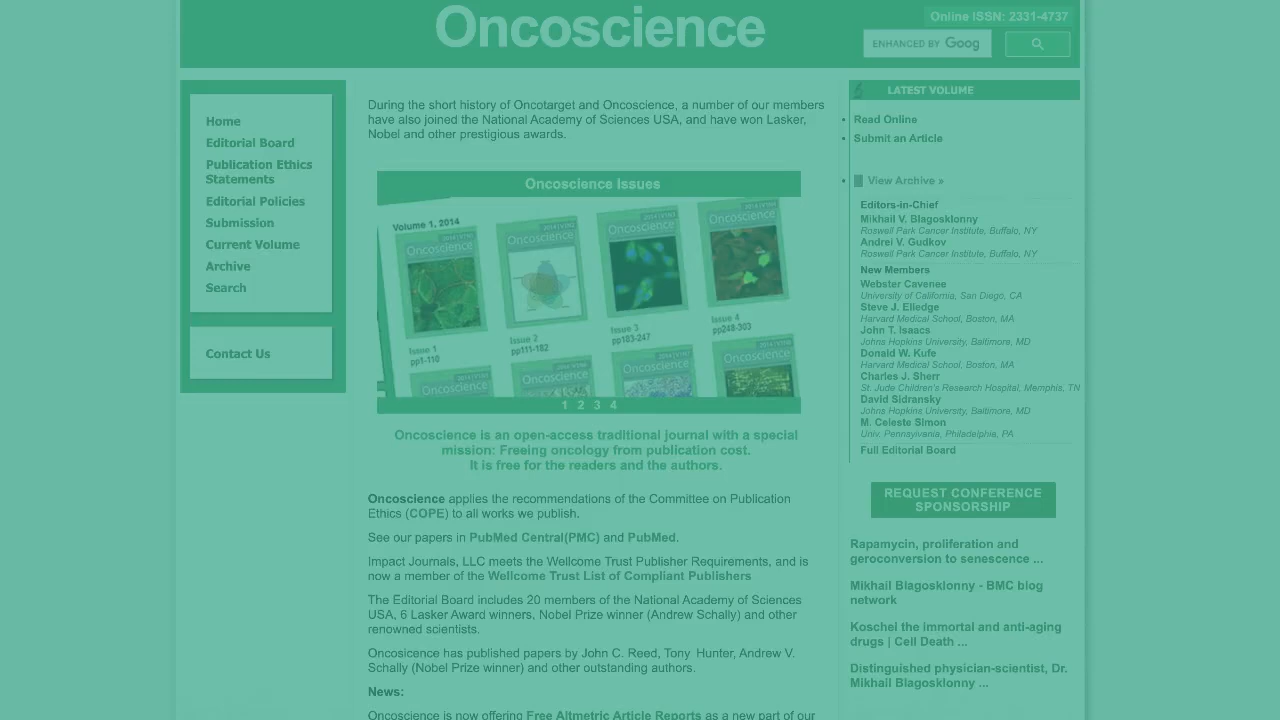 Oncoscience
Online ISSN: 2331-4737
ENHANCED BY Goog
Home
Editorial Board
Publication Ethics
Statements
Editorial Policies
Submission
Current Volume
Archive
Search
Contact Us
During the short history of Oncotarget and Oncoscience, a number of our members
have also joined the National Academy of Sciences USA, and have won Lasker,
Nobel and other prestigious awards.
Oncoscience Issues
Volume 1, 2014
Oncoscience
Oncoscience
Oncoscience
Oncoscience
Issue 1
pp1-110
Issue 2
pp111-182
Issue 3
pp183-247
Issue 4
pp248-303
Oncoscience
Oncoscience
Oncoscience
Oncoscience
1 2 3 4
Oncoscience is an open-access traditional journal with a special
mission: Freeing oncology from publication cost.
It is free for the readers and the authors.
Oncoscience applies the recommendations of the Committee on Publication
Ethics (COPE) to all works we publish.
See our papers in PubMed Central(PMC) and PubMed.
Impact Journals, LLC meets the Wellcome Trust Publisher Requirements, and is
now a member of the Wellcome Trust List of Compliant Publishers
The Editorial Board includes 20 members of the National Academy of Sciences
USA, 6 Lasker Award winners, Nobel Prize winner (Andrew Schally) and other
renowned scientists.
Oncosicence has published papers by John C. Reed, Tony Hunter, Andrew V.
Schally (Nobel Prize winner) and other outstanding authors.
News:
Oncoscience is now offering Free Altmetric Article Reports as a new part of our
LATEST VOLUME
Read Online
Submit an Article
View Archive »
Editors-in-Chief
Mikhail V. Blagosklonny
Roswell Park Cancer Institute, Buffalo, NY
Andrei V. Gudkov
Roswell Park Cancer Institute, Buffalo, NY
New Members
Webster Cavenee
University of California, San Diego, CA
Steve J. Elledge
Harvard Medical School, Boston, MA
John T. Isaacs
Johns Hopkins University, Baltimore, MD
Donald W. Kufe
Harvard Medical School, Boston, MA
Charles J. Sherr
St. Jude Children's Research Hospital, Memphis, TN
David Sidransky
Johns Hopkins University, Baltimore, MD
M. Celeste Simon
Univ. Pennsylvania, Philadelphia, PA
Full Editorial Board
REQUEST CONFERENCE
SPONSORSHIP
Rapamycin, proliferation and
geroconversion to senescence ...
Mikhail Blagosklonny - BMC blog
network
Koschei the immortal and anti-aging
drugs | Cell Death ...
Distinguished physician-scientist, Dr.
Mikhail Blagosklonny ...